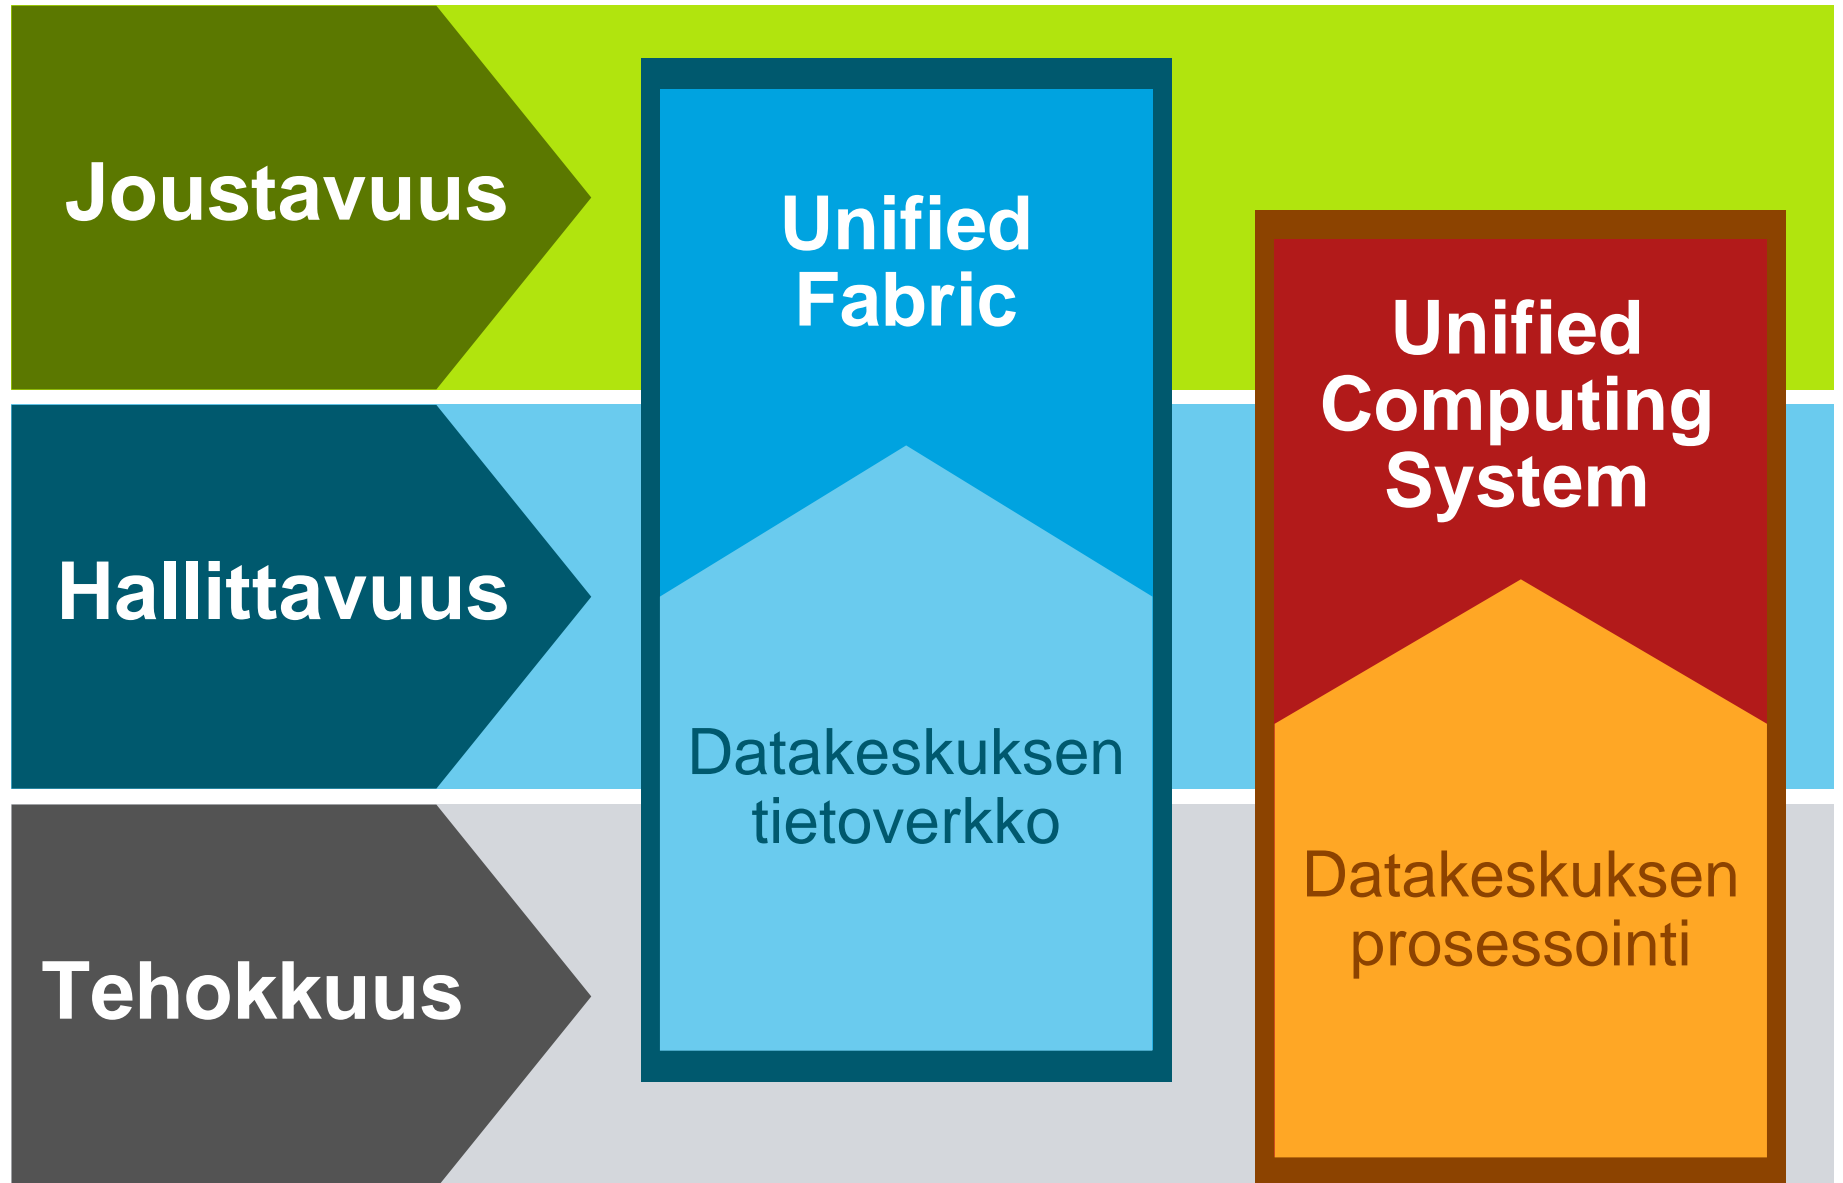 Joustavuus
Hallittavuus
Tehokkuus
Unified
Fabric
Datakeskuksen
tietoverkko
Unified
Computing
System
Datakeskuksen
prosessointi